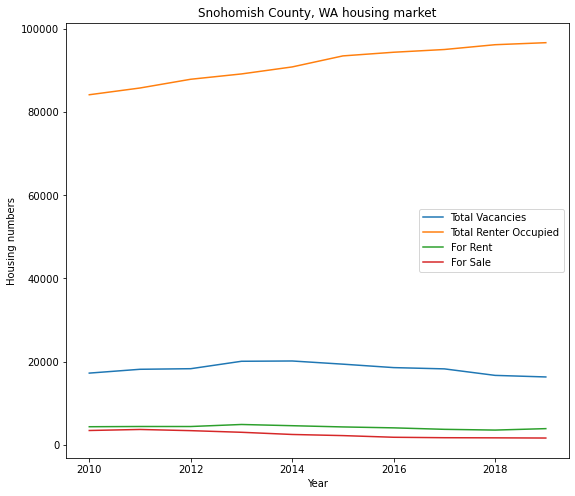 Snohomish County, WA housing market
100000
80000
60000
40000
20000
0
Housing numbers
Total Vacancies
Total Renter Occupied
For Rent
For Sale
2010
2012
2014
2016
2018
Year